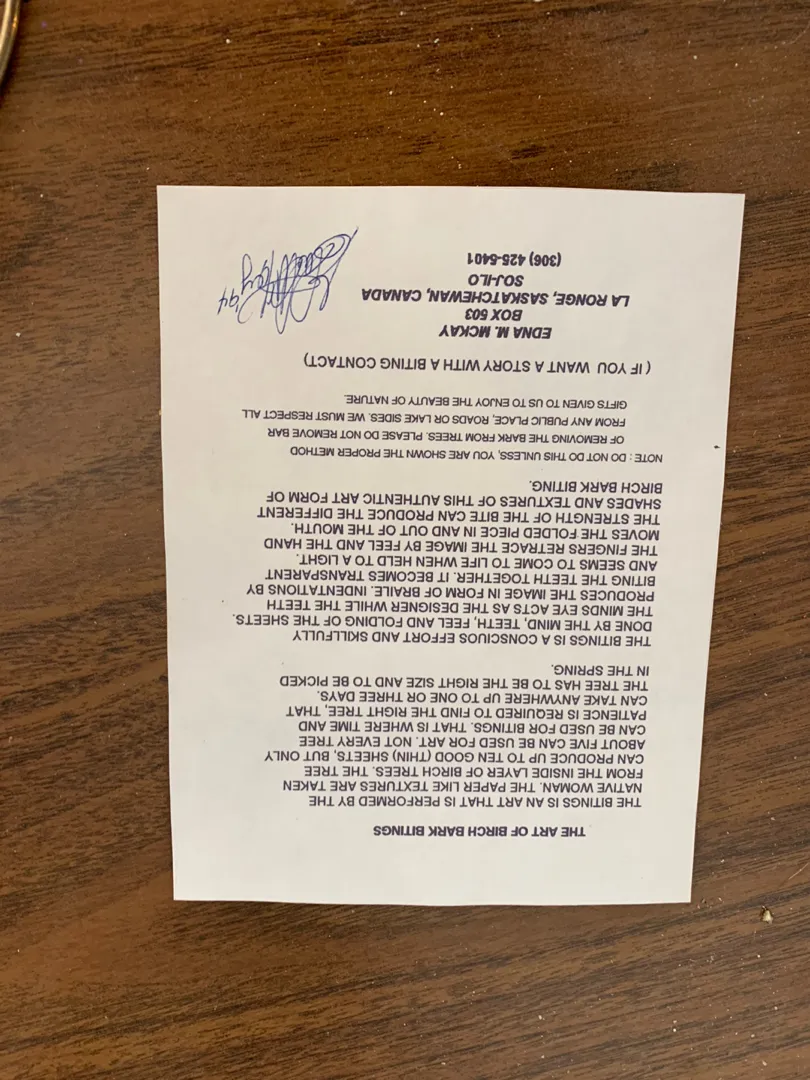 THE ART OF BIRCH BARK BITINGS
THE BITINGS IS AN ART THAT IS PERFORMED BY THE
NATIVE WOMAN. THE PAPER LIKE TEXTURES ARE TAKEN
FROM THE INSIDE LAYER OF BIRCH TREES. THE TREE
CAN PRODUCE UP TO TEN GOOD (THIN) SHEETS, BUT ONLY
ABOUT FIVE CAN BE USED FOR ART. NOT EVERY TREE
CAN BE USED FOR BITINGS. THAT IS WHERE TIME AND
PATIENCE IS REQUIRED TO FIND THE RIGHT TREE, THAT
CAN TAKE ANYWHERE UP TO ONE OR THREE DAYS.
THE TREE HAS TO BE THE RIGHT SIZE AND TO BE PICKED
IN THE SPRING.
THE BITINGS IS A CONSCIUOS EFFORT AND SKILLFULLY
DONE BY THE MIND, TEETH, FEEL AND FOLDING OF THE SHEETS.
THE MINDS EYE ACTS AS THE DESIGNER WHILE THE TEETH
PRODUCES THE IMAGE IN FORM OF BRAILE. INDENTATIONS BY
BITING THE TEETH TOGETHER. IT BECOMES TRANSPARENT
AND SEEMS TO COME TO LIFE WHEN HELD TO A LIGHT.
THE FINGERS RETRACE THE IMAGE BY FEEL AND THE HAND
MOVES THE FOLDED PIECE IN AND OUT OF THE MOUTH.
THE STRENGTH OF THE BITE CAN PRODUCE THE DIFFERENT
SHADES AND TEXTURES OF THIS AUTHENTIC ART FORM OF
BIRCH BARK BITING.
NOTE : DO NOT DO THIS UNLESS, YOU ARE SHOWN THE PROPER METHOD
OF REMOVING THE BARK FROM TREES. PLEASE DO NOT REMOVE BAR
FROM ANY PUBLIC PLACE, ROADS OR LAKE SIDES. WE MUST RESPECT ALL
GIFTS GIVEN TO US TO ENJOY THE BEAUTY OF NATURE.
( IF YOU WANT A STORY WITH A BITING CONTACT)
EDNA M. MCKAY
BOX 503
LA RONGE, SASKATCHEWAN, CANADA
SOJ-ILO
(306) 425-5401
'94